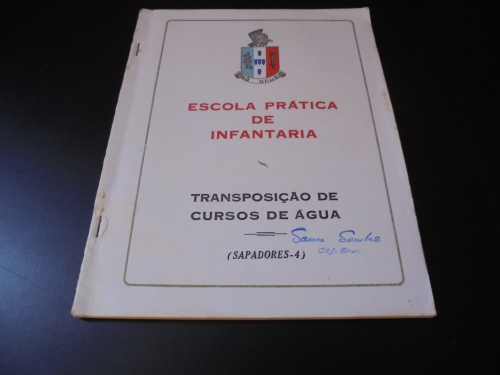 ESCOLA PRÁTICA
DE
INFANTARIA
TRANSPOSIÇÃO DE
CURSOS DE ÁGUA
(SAPADORES-4)